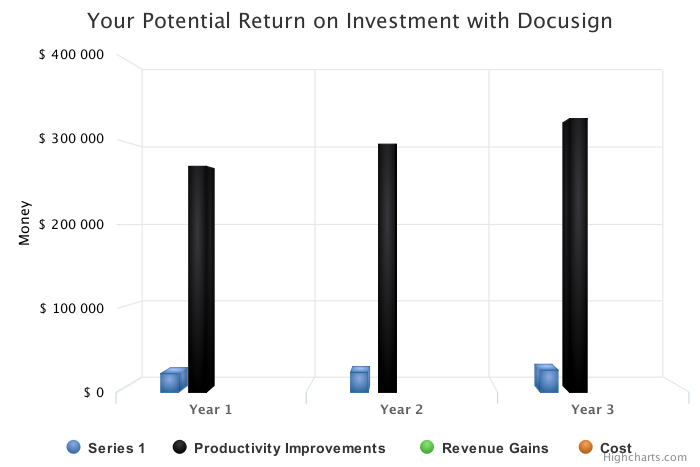 Your Potential Return on Investment with Docusign
$ 400 000
$ 300 000
$ 200 000
$ 100 000
$ 0
Money
Year 1
Year 2
Year 3
Series 1
Productivity Improvements
Revenue Gains
Cost
Highcharts.com